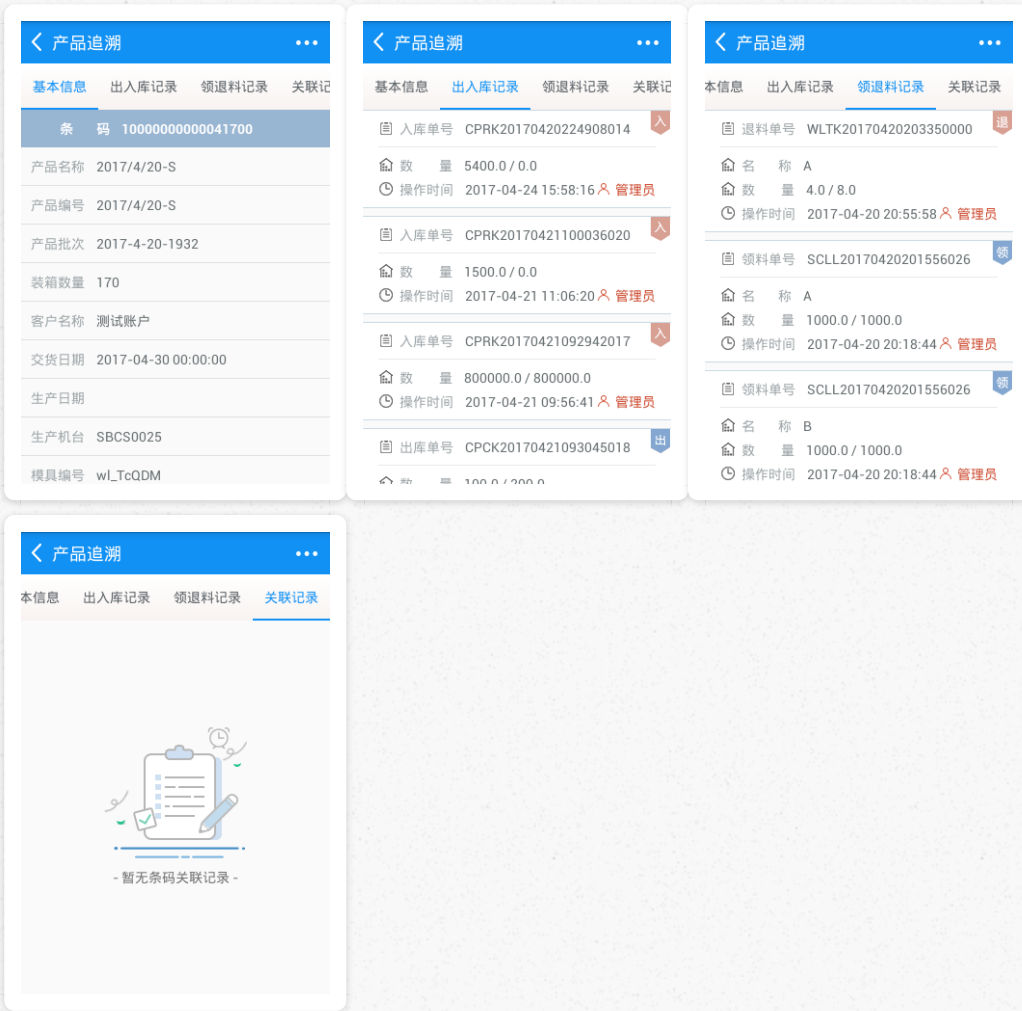 产品追溯
基本信息 出入库记录 领退料记录 关联记
条 码 10000000000041700
产品名称 2017/4/20-S
产品编号 2017/4/20-S
产品批次 2017-4-20-1932
装箱数量 170
客户名称 测试账户
交货日期 2017-04-30 00:00:00
生产日期
生产机台 SBCS0025
模具编号 wl_TcQDM
产品追溯
基本信息 出入库记录 领退料记录 关联记
入库单号 CPRK20170420224908014 入
数 量 5400.0 / 0.0
操作时间 2017-04-24 15:58:16 管理员
入库单号 CPRK20170421100036020 入
数 量 1500.0 / 0.0
操作时间 2017-04-21 11:06:20 管理员
入库单号 CPRK20170421092942017 入
数 量 800000.0 / 800000.0
操作时间 2017-04-21 09:56:41 管理员
出库单号 CPCK20170421093045018 出
数 量 100.0 / 200.0
产品追溯
本信息 出入库记录 领退料记录 关联记录
退料单号 WLTK20170420203350000 退
名 称 A
数 量 4.0 / 8.0
操作时间 2017-04-20 20:55:58 管理员
领料单号 SCLL20170420201556026 领
名 称 A
数 量 1000.0 / 1000.0
操作时间 2017-04-20 20:18:44 管理员
领料单号 SCLL20170420201556026 领
名 称 B
数 量 1000.0 / 1000.0
操作时间 2017-04-20 20:18:44 管理员
产品追溯
本信息 出入库记录 领退料记录 关联记录
- 暂无条码关联记录 -